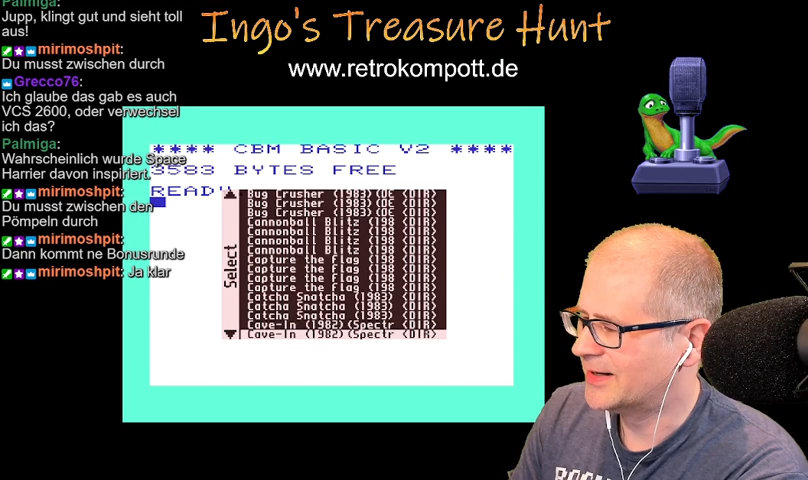 Palmiga:
Jupp, klingt gut und sieht toll
aus!
mirimoshpit:
Du musst zwischen durch
Grecco76:
Ich glaube das gab es auch
VCS 2600, oder verwechsel
ich das?
Palmiga:
Wahrscheinlich wurde Space
Harrier davon inspiriert.
mirimoshpit:
Du musst zwischen den
Pömpeln durch
mirimoshpit:
Dann kommt ne Bonusrunde
mirimoshpit: Ja klar
Ingo's Treasure Hunt
www.retrokompott.de
**** CBM BASIC V2 ****
3583 BYTES FREE
READY.
Select
Bug Crusher (1983)(DE <DIR>
Bug Crusher (1983)(DE <DIR>
Bug Crusher (1983)(DE <DIR>
Cannonball Blitz (198 <DIR>
Cannonball Blitz (198 <DIR>
Cannonball Blitz (198 <DIR>
Cannonball Blitz (198 <DIR>
Capture the Flag (198 <DIR>
Capture the Flag (198 <DIR>
Capture the Flag (198 <DIR>
Capture the Flag (198 <DIR>
Catcha Snatcha (1983) <DIR>
Catcha Snatcha (1983) <DIR>
Catcha Snatcha (1983) <DIR>
Cave-In (1982)(Spectr <DIR>
Cave-In (1982)(Spectr <DIR>